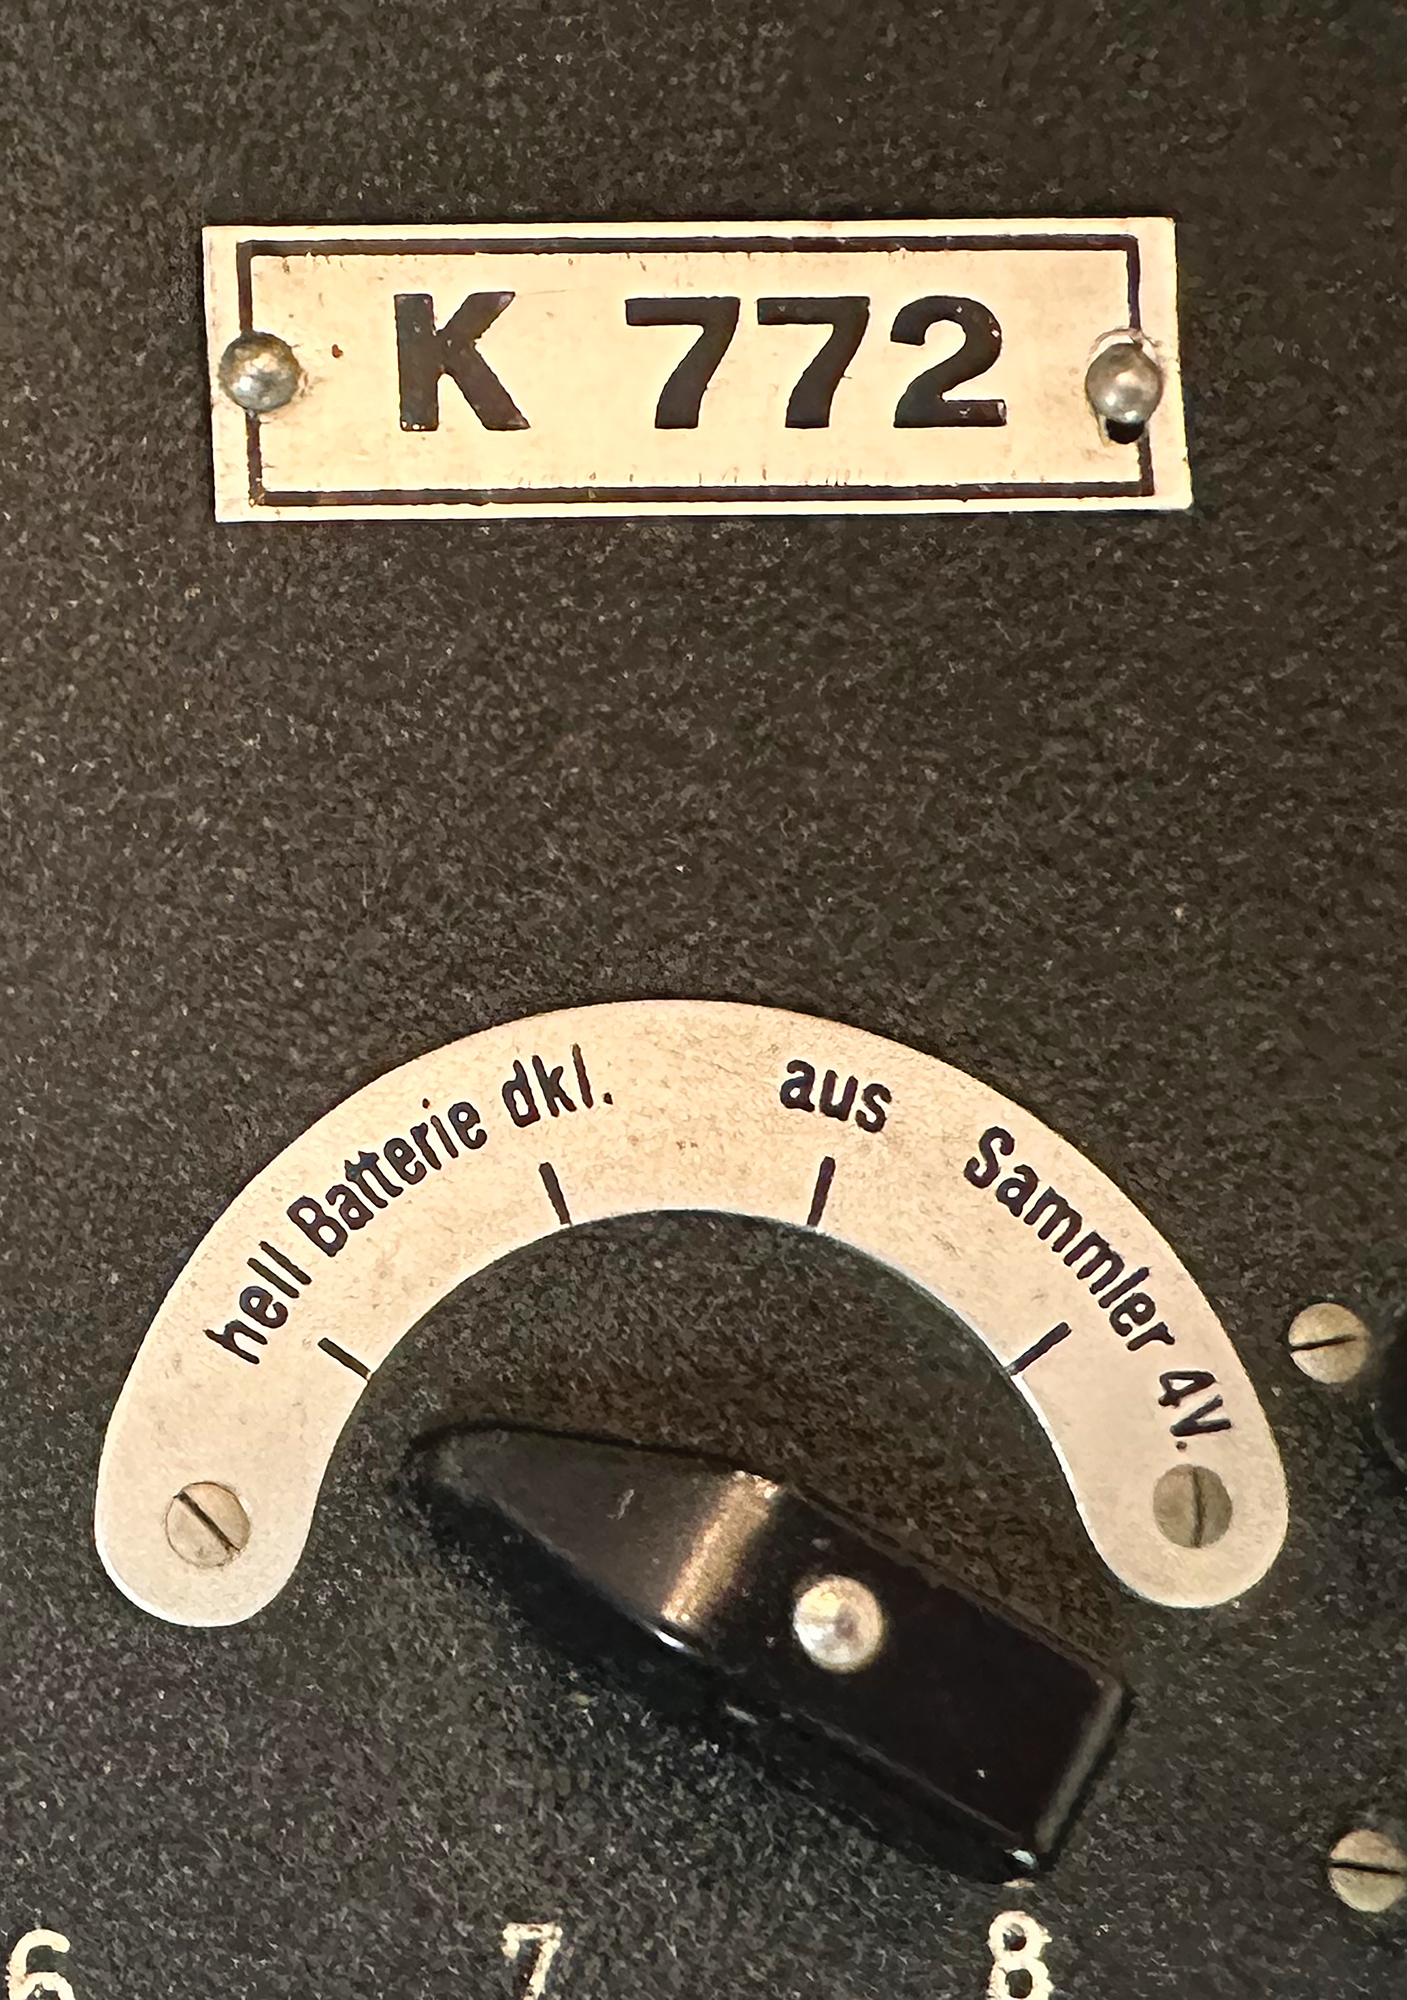 K 772
hell Batterie dkl.
aus
Sammler 4V.
6 7 8